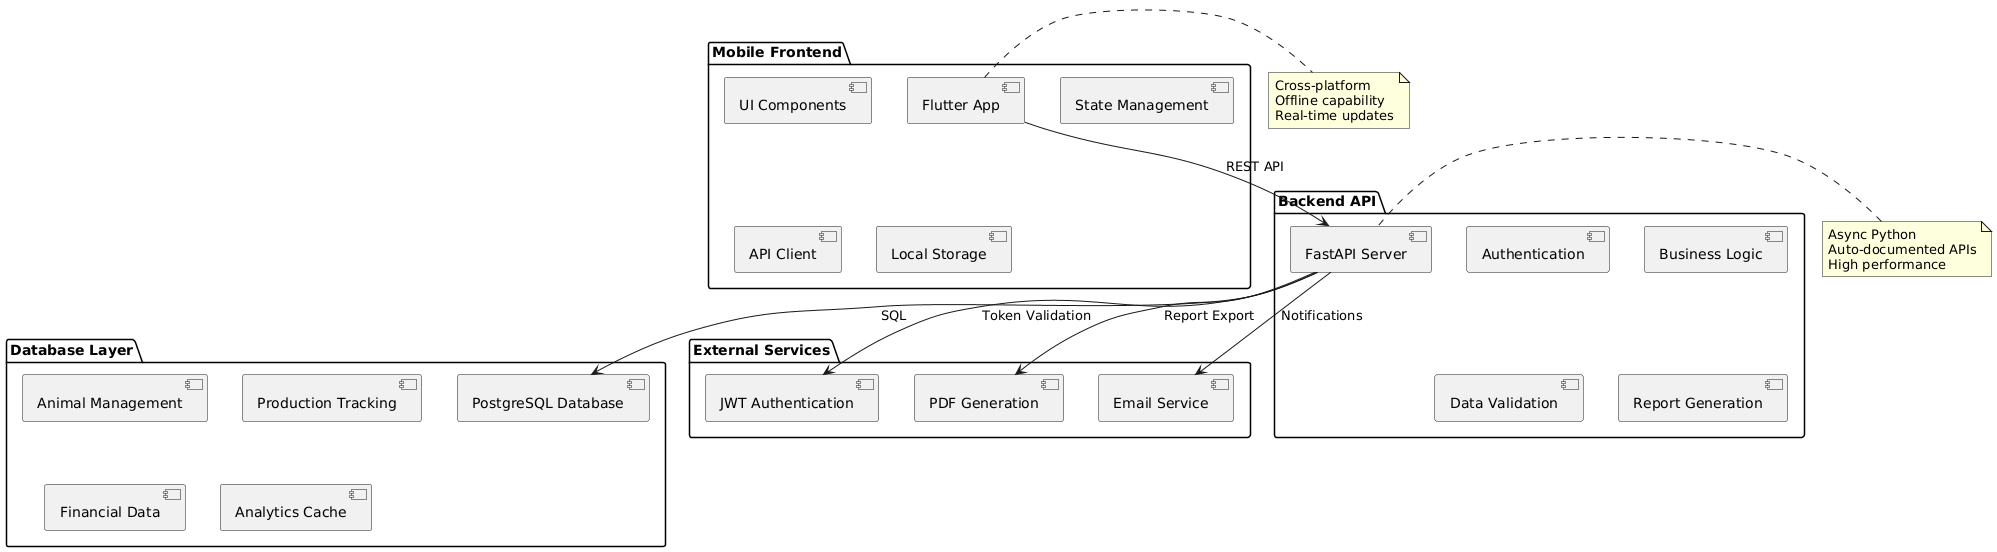 Mobile Frontend
UI Components
Flutter App
State Management
Cross-platform
Offline capability
Real-time updates
REST API
API Client
Local Storage
Backend API
FastAPI Server
Authentication
Business Logic
Async Python
Auto-documented APIs
High performance
SQL
Token Validation
Report Export
Notifications
Database Layer
Animal Management
Production Tracking
PostgreSQL Database
External Services
JWT Authentication
PDF Generation
Email Service
Data Validation
Report Generation
Financial Data
Analytics Cache